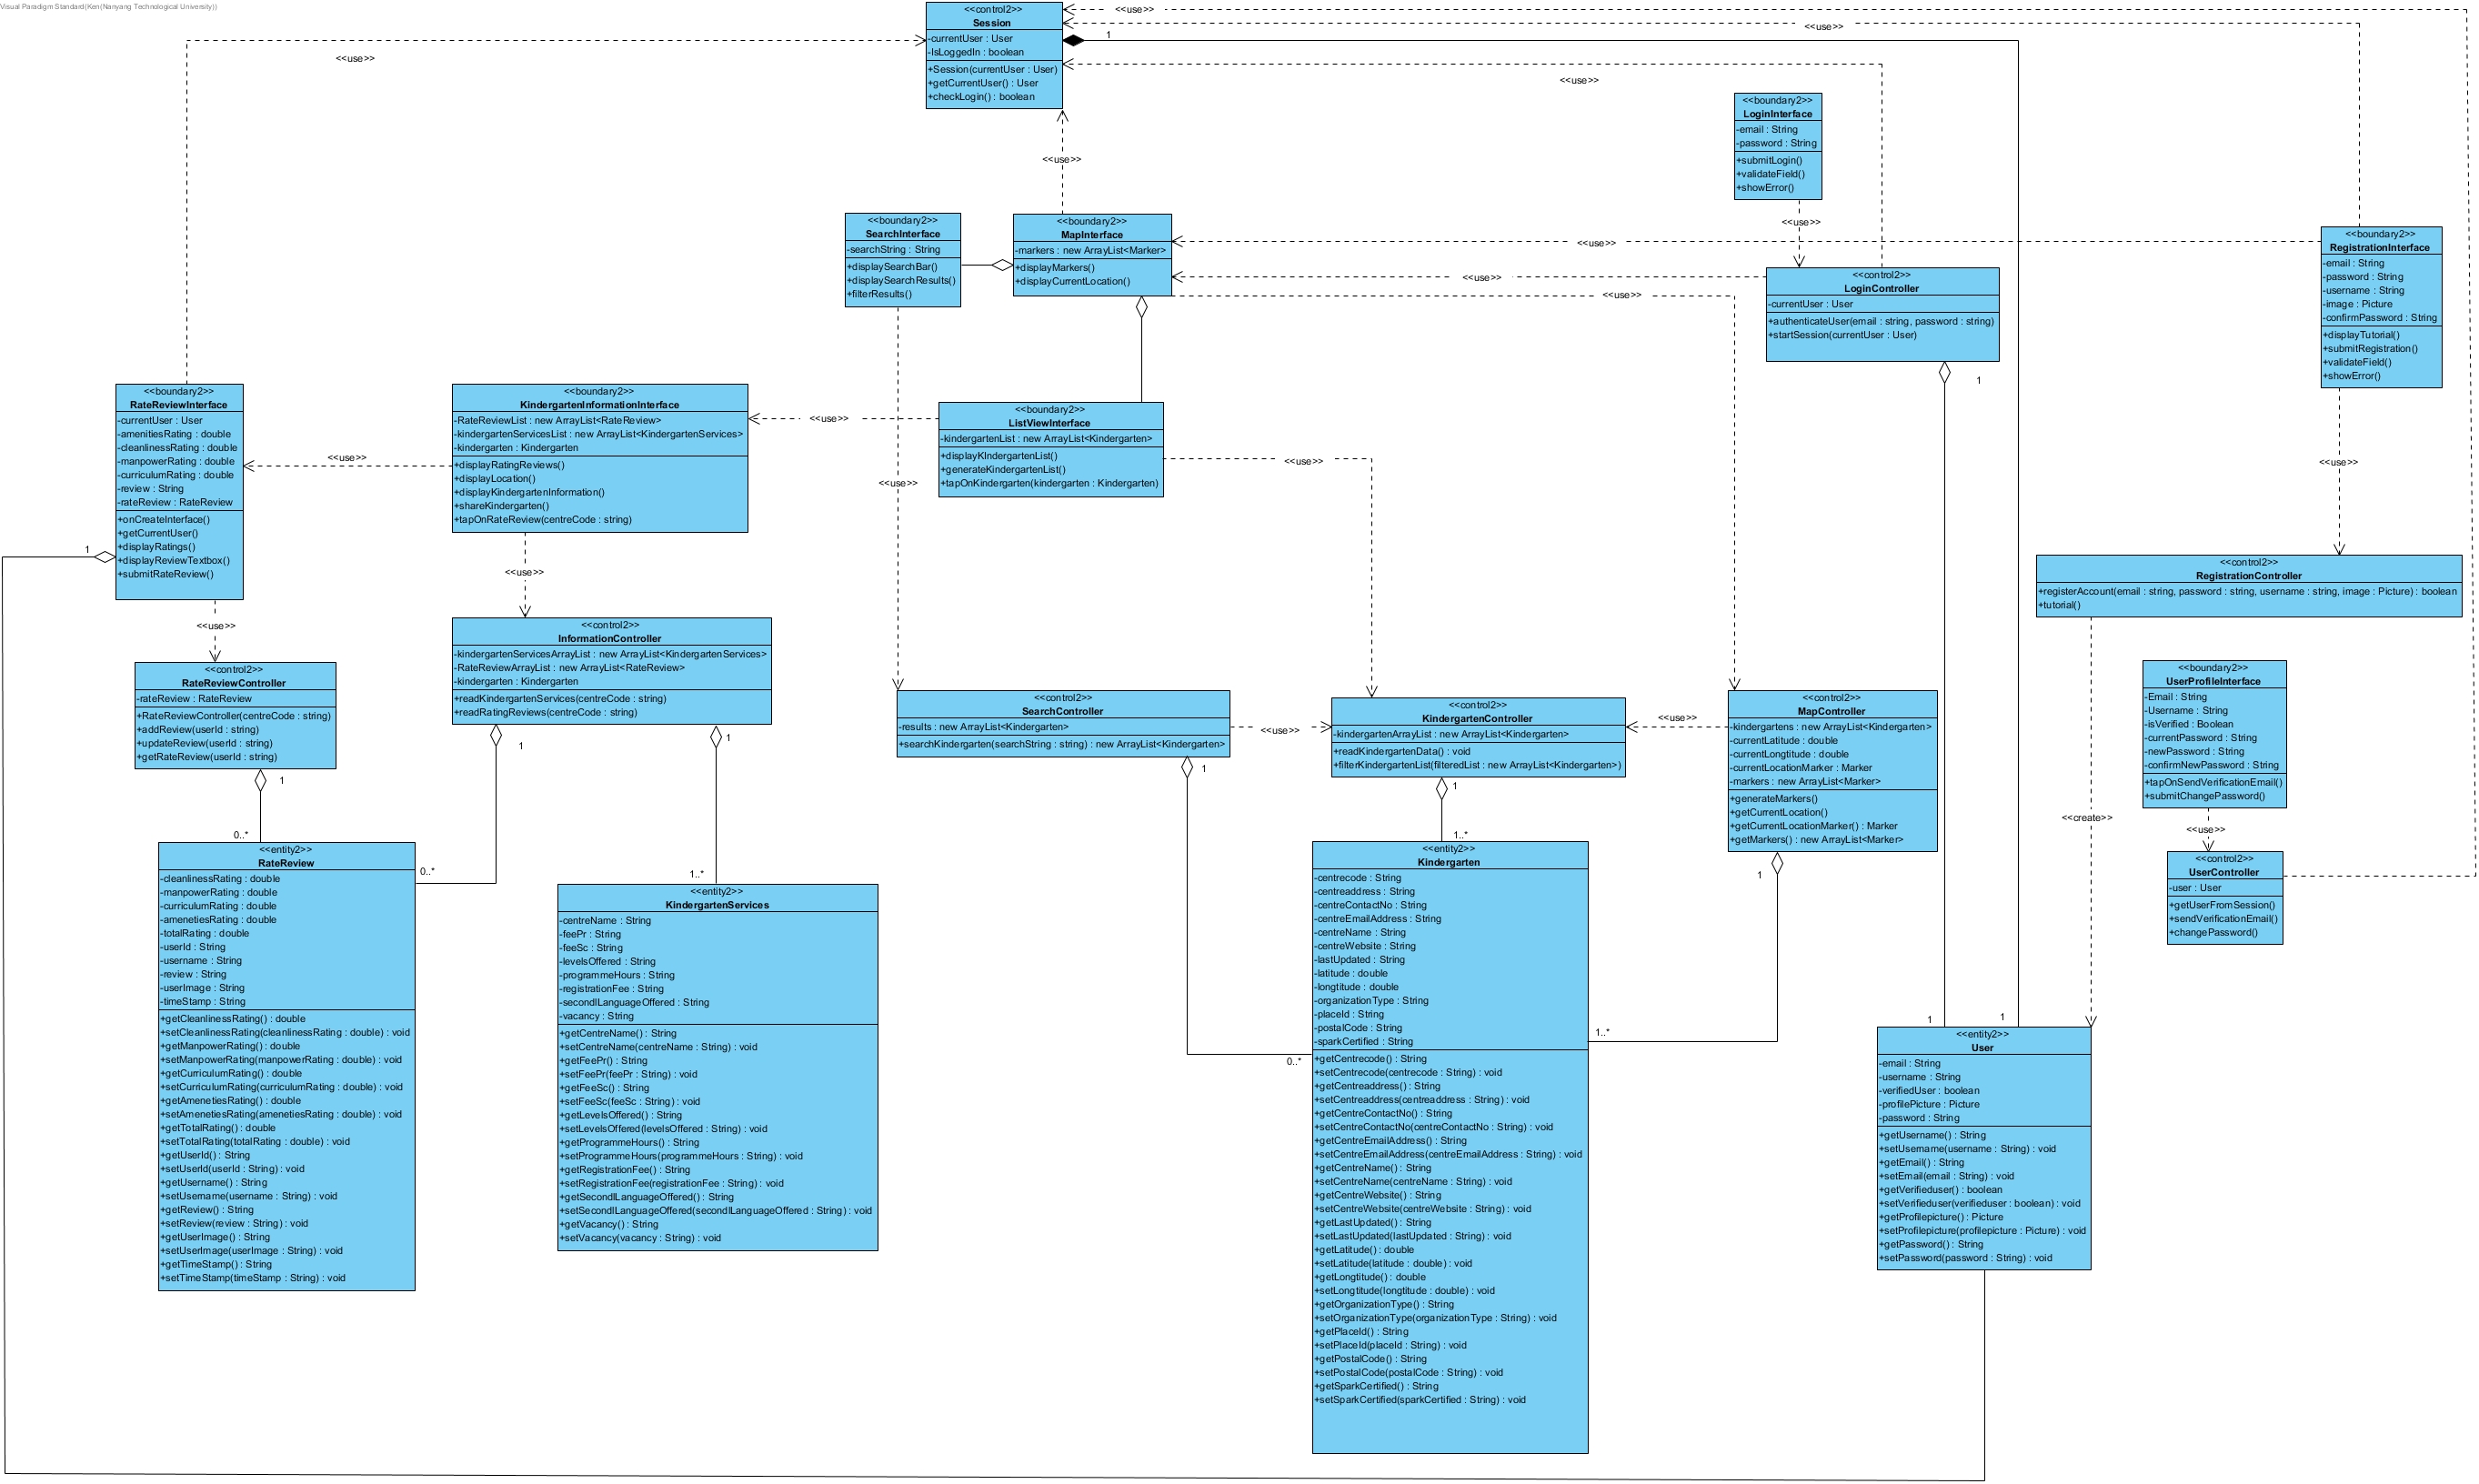 Visual Paradigm Standard(Ken(Nanyang Technological University))
<<control2>>
Session
-currentUser : User
-IsLoggedIn : boolean
+Session(currentUser : User)
+getCurrentUser() : User
+checkLogin() : boolean
<<use>>
<<use>>
1
<<use>>
<<use>>
<<use>>
<<boundary2>>
LoginInterface
-email : String
-password : String
+submitLogin()
+validateField()
+showError()
<<use>>
<<boundary2>>
SearchInterface
-searchString : String
+displaySearchBar()
+displaySearchResults()
+filterResults()
<<boundary2>>
MapInterface
-markers : new ArrayList<Marker>
+displayMarkers()
+displayCurrentLocation()
<<use>>
<<use>>
<<use>>
<<boundary2>>
RegistrationInterface
-email : String
-password : String
-username : String
-image : Picture
-confirmPassword : String
+displayTutorial()
+submitRegistration()
+validateField()
+showError()
<<control2>>
LoginController
-currentUser : User
+authenticateUser(email : string, password : string)
+startSession(currentUser : User)
1
<<boundary2>>
RateReviewInterface
-currentUser : User
-amenitiesRating : double
-cleanlinessRating : double
-manpowerRating : double
-curriculumRating : double
-review : String
-rateReview : RateReview
+onCreateInterface()
+getCurrentUser()
+displayRatings()
+displayReviewTextbox()
+submitRateReview()
1
<<use>>
<<boundary2>>
KindergartenInformationInterface
-RateReviewList : new ArrayList<RateReview>
-kindergartenServicesList : new ArrayList<KindergartenServices>
-kindergarten : Kindergarten
+displayRatingReviews()
+displayLocation()
+displayKindergartenInformation()
+shareKindergarten()
+tapOnRateReview(centreCode : string)
<<use>>
<<boundary2>>
ListViewInterface
-kindergartenList : new ArrayList<Kindergarten>
+displayKIndergartenList()
+generateKindergartenList()
+tapOnKindergarten(kindergarten : Kindergarten)
<<use>>
<<use>>
<<use>>
<<use>>
<<use>>
<<control2>>
RegistrationController
+registerAccount(email : string, password : string, username : string, image : Picture) : boolean
+tutorial()
<<control2>>
RateReviewController
-rateReview : RateReview
+RateReviewController(centreCode : string)
+addReview(userId : string)
+updateReview(userId : string)
+getRateReview(userId : string)
1
0..*
<<control2>>
InformationController
-kindergartenServicesArrayList : new ArrayList<KindergartenServices>
-RateReviewArrayList : new ArrayList<RateReview>
-kindergarten : Kindergarten
+readKindergartenServices(centreCode : string)
+readRatingReviews(centreCode : string)
1
1
0..*
1..*
<<control2>>
SearchController
-results : new ArrayList<Kindergarten>
+searchKindergarten(searchString : string) : new ArrayList<Kindergarten>
1
<<use>>
<<control2>>
KindergartenController
-kindergartenArrayList : new ArrayList<Kindergarten>
+readKindergartenData() : void
+filterKindergartenList(filteredList : new ArrayList<Kindergarten>)
1
1..*
<<use>>
<<control2>>
MapController
-kindergartens : new ArrayList<Kindergarten>
-currentLatitude : double
-currentLongtitude : double
-currentLocationMarker : Marker
-markers : new ArrayList<Marker>
+generateMarkers()
+getCurrentLocation()
+getCurrentLocationMarker() : Marker
+getMarkers() : new ArrayList<Marker>
1
<<create>>
<<boundary2>>
UserProfileInterface
-Email : String
-Username : String
-isVerified : Boolean
-currentPassword : String
-newPassword : String
-confirmNewPassword : String
+tapOnSendVerificationEmail()
+submitChangePassword()
<<use>>
<<control2>>
UserController
-user : User
+getUserFromSession()
+sendVerificationEmail()
+changePassword()
<<entity2>>
RateReview
-cleanlinessRating : double
-manpowerRating : double
-curriculumRating : double
-amenetiesRating : double
-totalRating : double
-userId : String
-username : String
-review : String
-userImage : String
-timeStamp : String
+getCleanlinessRating() : double
+setCleanlinessRating(cleanlinessRating : double) : void
+getManpowerRating() : double
+setManpowerRating(manpowerRating : double) : void
+getCurriculumRating() : double
+setCurriculumRating(curriculumRating : double) : void
+getAmenetiesRating() : double
+setAmenetiesRating(amenetiesRating : double) : void
+getTotalRating() : double
+setTotalRating(totalRating : double) : void
+getUserId() : String
+setUserId(userId : String) : void
+getUsername() : String
+setUsername(username : String) : void
+getReview() : String
+setReview(review : String) : void
+getUserImage() : String
+setUserImage(userImage : String) : void
+getTimeStamp() : String
+setTimeStamp(timeStamp : String) : void
<<entity2>>
KindergartenServices
-centreName : String
-feePr : String
-feeSc : String
-levelsOffered : String
-programmeHours : String
-registrationFee : String
-secondlLanguageOffered : String
-vacancy : String
+getCentreName() : String
+setCentreName(centreName : String) : void
+getFeePr() : String
+setFeePr(feePr : String) : void
+getFeeSc() : String
+setFeeSc(feeSc : String) : void
+getLevelsOffered() : String
+setLevelsOffered(levelsOffered : String) : void
+getProgrammeHours() : String
+setProgrammeHours(programmeHours : String) : void
+getRegistrationFee() : String
+setRegistrationFee(registrationFee : String) : void
+getSecondlLanguageOffered() : String
+setSecondlLanguageOffered(secondlLanguageOffered : String) : void
+getVacancy() : String
+setVacancy(vacancy : String) : void
<<entity2>>
Kindergarten
-centrecode : String
-centreaddress : String
-centreContactNo : String
-centreEmailAddress : String
-centreName : String
-centreWebsite : String
-lastUpdated : String
-latitude : double
-longtitude : double
-organizationType : String
-placeId : String
-postalCode : String
-sparkCertified : String
+getCentrecode() : String
+setCentrecode(centrecode : String) : void
+getCentreaddress() : String
+setCentreaddress(centreaddress : String) : void
+getCentreContactNo() : String
+setCentreContactNo(centreContactNo : String) : void
+getCentreEmailAddress() : String
+setCentreEmailAddress(centreEmailAddress : String) : void
+getCentreName() : String
+setCentreName(centreName : String) : void
+getCentreWebsite() : String
+setCentreWebsite(centreWebsite : String) : void
+getLastUpdated() : String
+setLastUpdated(lastUpdated : String) : void
+getLatitude() : double
+setLatitude(latitude : double) : void
+getLongtitude() : double
+setLongtitude(longtitude : double) : void
+getOrganizationType() : String
+setOrganizationType(organizationType : String) : void
+getPlaceId() : String
+setPlaceId(placeId : String) : void
+getPostalCode() : String
+setPostalCode(postalCode : String) : void
+getSparkCertified() : String
+setSparkCertified(sparkCertified : String) : void
0..*
1..*
1
1
<<entity2>>
User
-email : String
-username : String
-verifiedUser : boolean
-profilePicture : Picture
-password : String
+getUsername() : String
+setUsername(username : String) : void
+getEmail() : String
+setEmail(email : String) : void
+getVerifieduser() : boolean
+setVerifieduser(verifieduser : boolean) : void
+getProfilepicture() : Picture
+setProfilepicture(profilepicture : Picture) : void
+getPassword() : String
+setPassword(password : String) : void